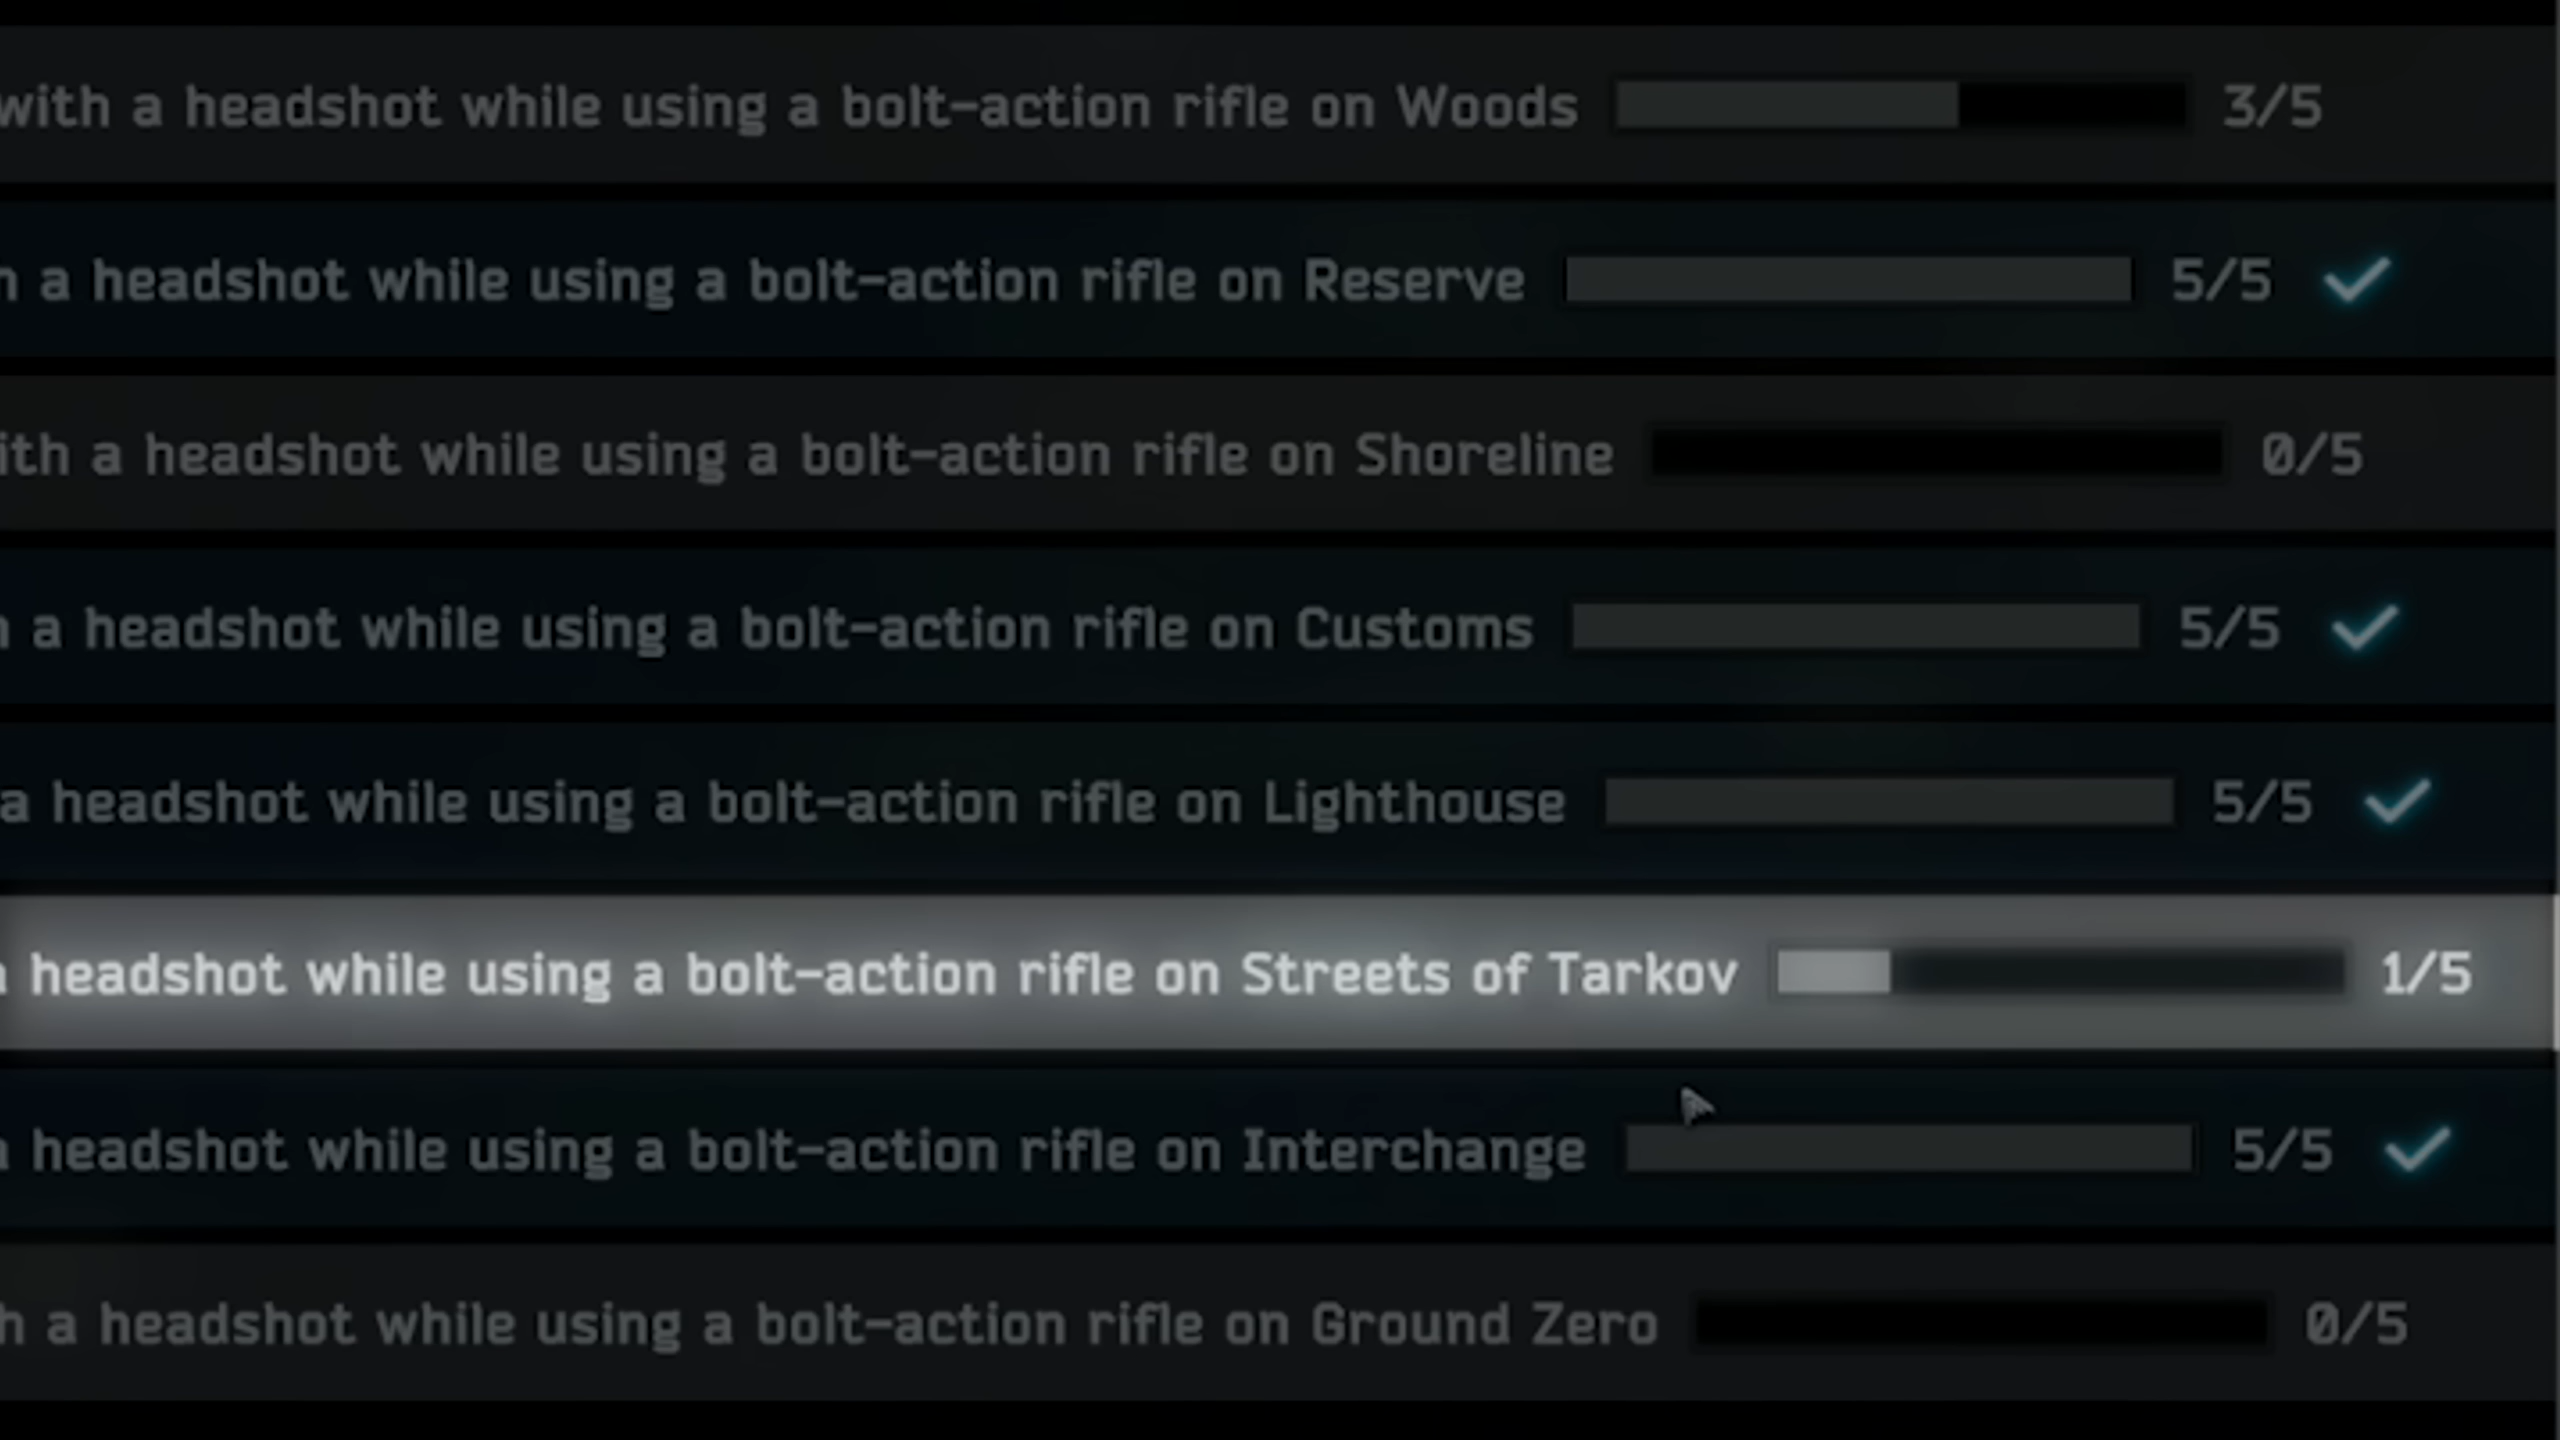 with a headshot while using a bolt-action rifle on Woods 3/5
a headshot while using a bolt-action rifle on Reserve 5/5
a headshot while using a bolt-action rifle on Shoreline 0/5
a headshot while using a bolt-action rifle on Customs 5/5
a headshot while using a bolt-action rifle on Lighthouse 5/5
headshot while using a bolt-action rifle on Streets of Tarkov 1/5
headshot while using a bolt-action rifle on Interchange 5/5
a headshot while using a bolt-action rifle on Ground Zero 0/5